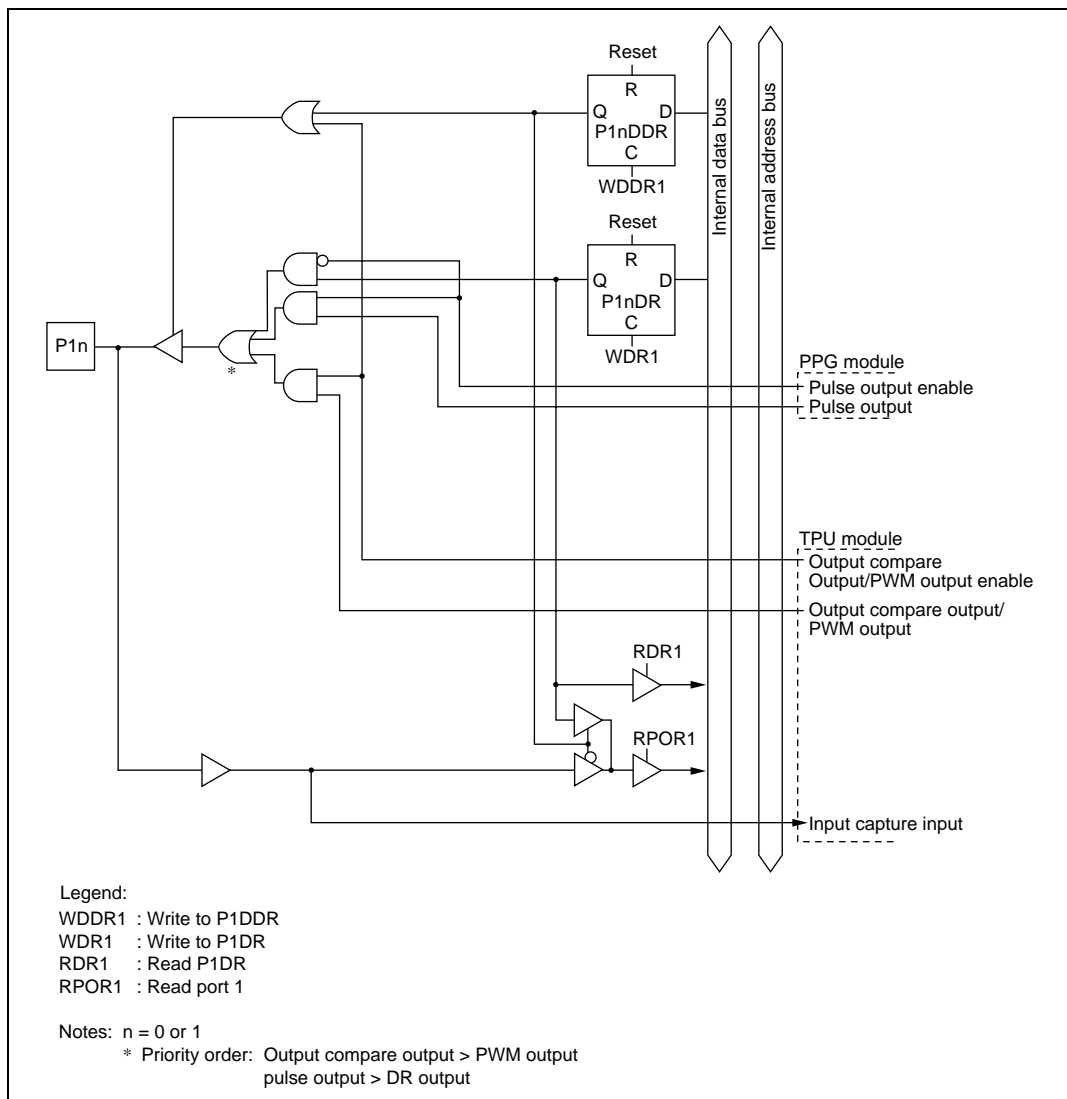 Reset
R
Q D
P1nDDR
C
WDDR1
Reset
R
Q D
P1nDR
C
WDR1
Internal data bus
Internal address bus
P1n
*
PPG module
Pulse output enable
Pulse output
TPU module
Output compare
Output/PWM output enable
Output compare output/
PWM output
RDR1
RPOR1
Input capture input
Legend:
WDDR1 : Write to P1DDR
WDR1 : Write to P1DR
RDR1 : Read P1DR
RPOR1 : Read port 1
Notes: n = 0 or 1
* Priority order: Output compare output > PWM output
pulse output > DR output